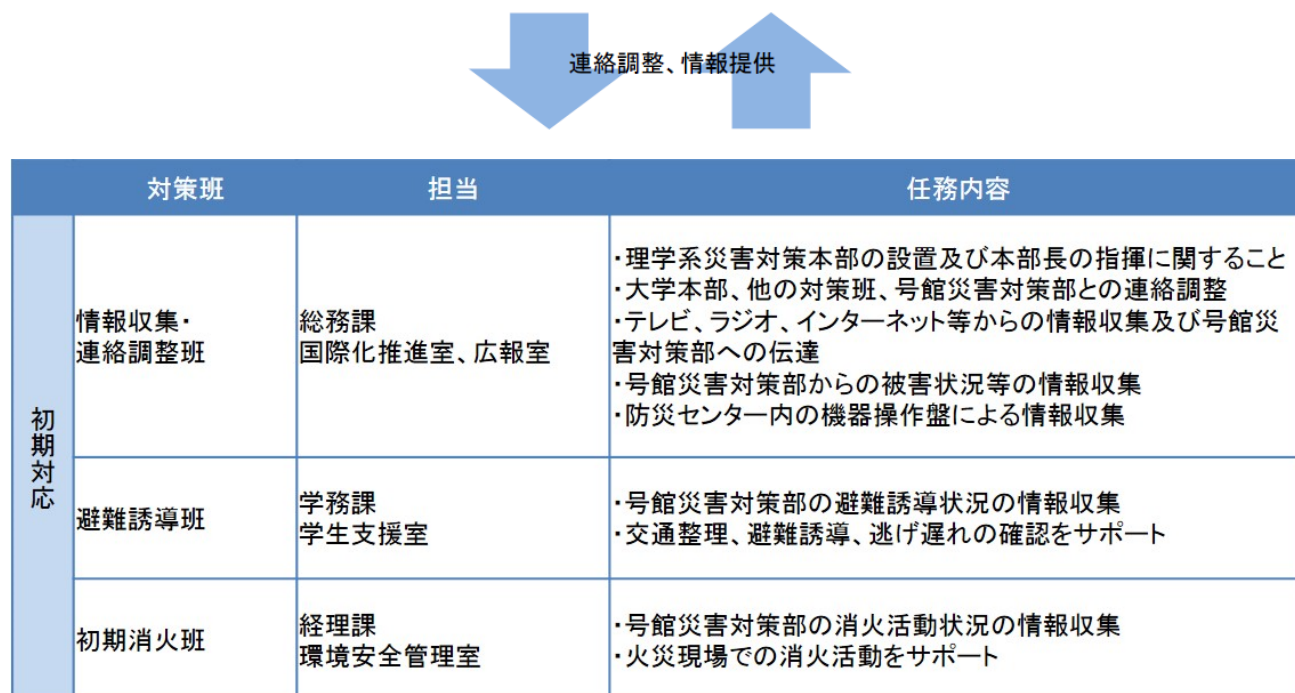 連絡調整、情報提供
対策班
担当
任務内容
初期対応
情報収集・
連絡調整班
総務課
国際化推進室、広報室
・理学系災害対策本部の設置及び本部長の指揮に関すること
・大学本部、他の対策班、号館災害対策部との連絡調整
・テレビ、ラジオ、インターネット等からの情報収集及び号館災
害対策部への伝達
・号館災害対策部からの被害状況等の情報収集
・防災センター内の機器操作盤による情報収集
避難誘導班
学務課
学生支援室
・号館災害対策部の避難誘導状況の情報収集
・交通整理、避難誘導、逃げ遅れの確認をサポート
初期消火班
経理課
環境安全管理室
・号館災害対策部の消火活動状況の情報収集
・火災現場での消火活動をサポート